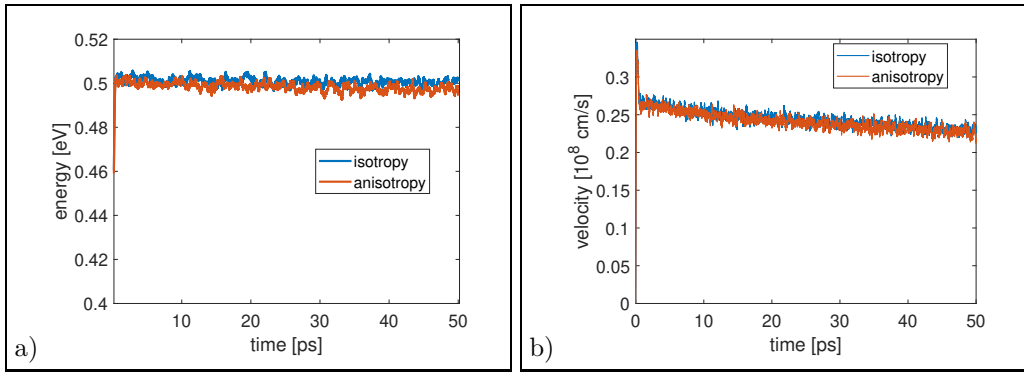 0.52
0.5
0.48
0.46
0.44
0.42
0.4
energy [eV]
isotropy
anisotropy
10 20 30 40 50
time [ps]
a)
0.3
0.25
0.2
0.15
0.1
0.05
0
velocity [10^8 cm/s]
isotropy
anisotropy
0 10 20 30 40 50
time [ps]
b)